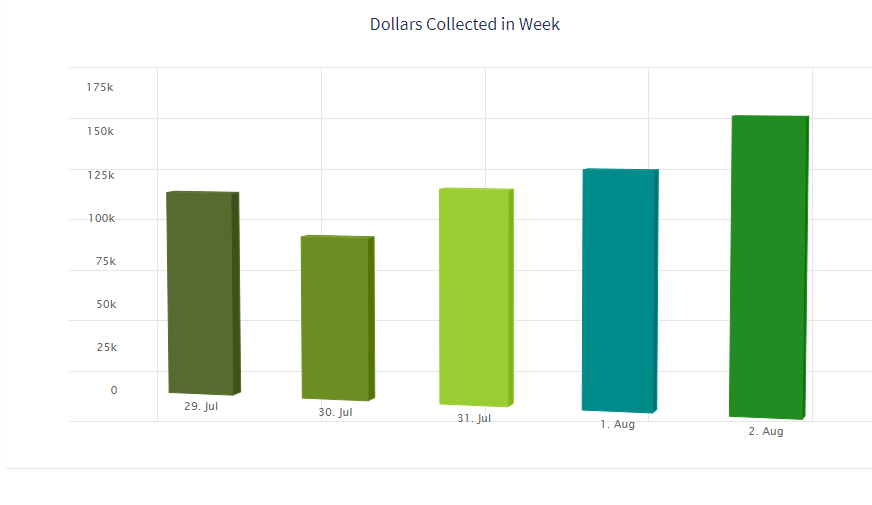 Dollars Collected in Week
175k
150k
125k
100k
75k
50k
25k
0
29. Jul
30. Jul
31. Jul
1. Aug
2. Aug